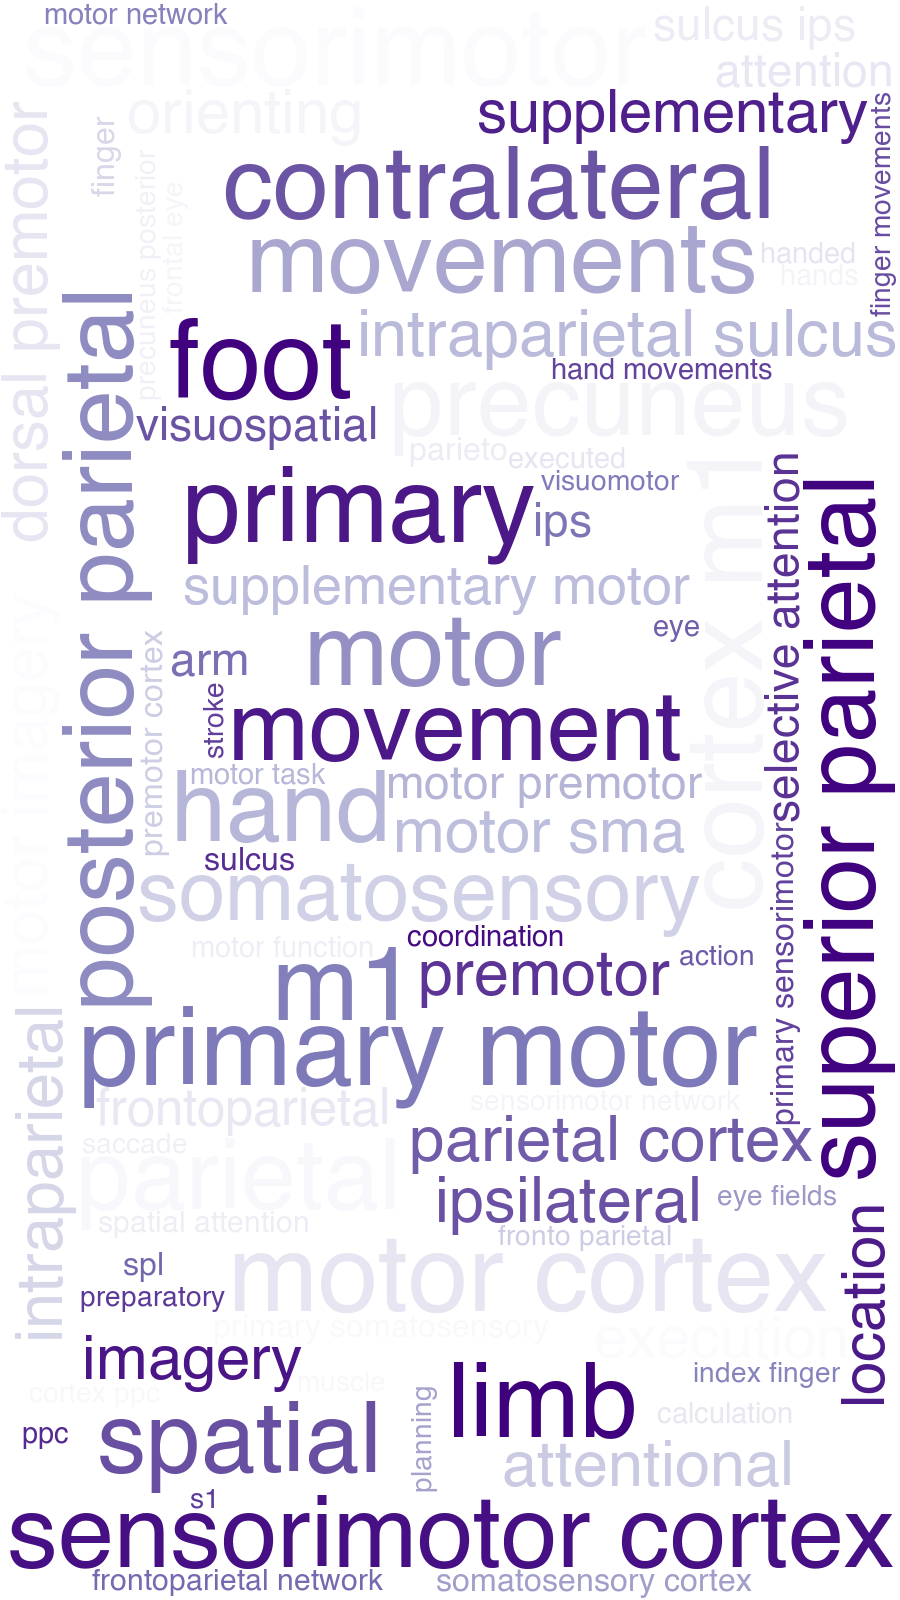 motor network
sensorimotor
sulcus ips
attention
orienting
supplementary
finger movements
dorsal premotor
finger
precuneus posterior
frontal eye
contralateral
movements
handed
hands
posterior parietal
foot
intraparietal sulcus
hand movements
precuneus
visuospatial
parieto
executed
cortex m1
selective attention
superior parietal
primary
visuomotor
ips
supplementary motor
motor imagery
motor
eye
premotor cortex
arm
stroke
movement
motor task
hand
motor premotor
motor sma
sulcus
primary sensorimotor
somatosensory
motor function
coordination
m1
premotor
action
intraparietal
primary motor
frontoparietal
sensorimotor network
parietal cortex
saccade
parietal
ipsilateral
eye fields
location
spatial attention
fronto parietal
spl
motor cortex
preparatory
primary somatosensory
execution
imagery
limb
index finger
cortex ppc
muscle
planning
calculation
ppc
spatial
attentional
s1
sensorimotor cortex
frontoparietal network
somatosensory cortex